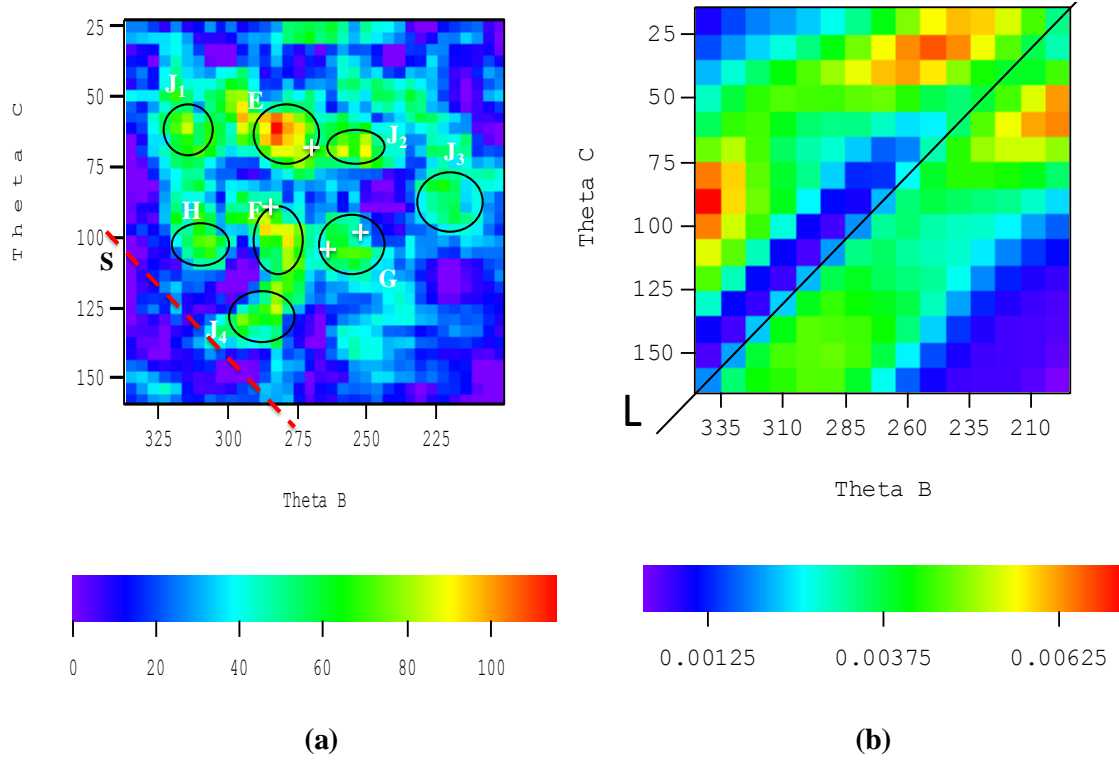 25
50
75
100
125
150
Theta C
J1
E
J2
J3
H
F
G
S
J4
325 300 275 250 225
Theta B
0 20 40 60 80 100
(a)
25
50
75
100
125
150
Theta C
L
335 310 285 260 235 210
Theta B
0.00125 0.00375 0.00625
(b)